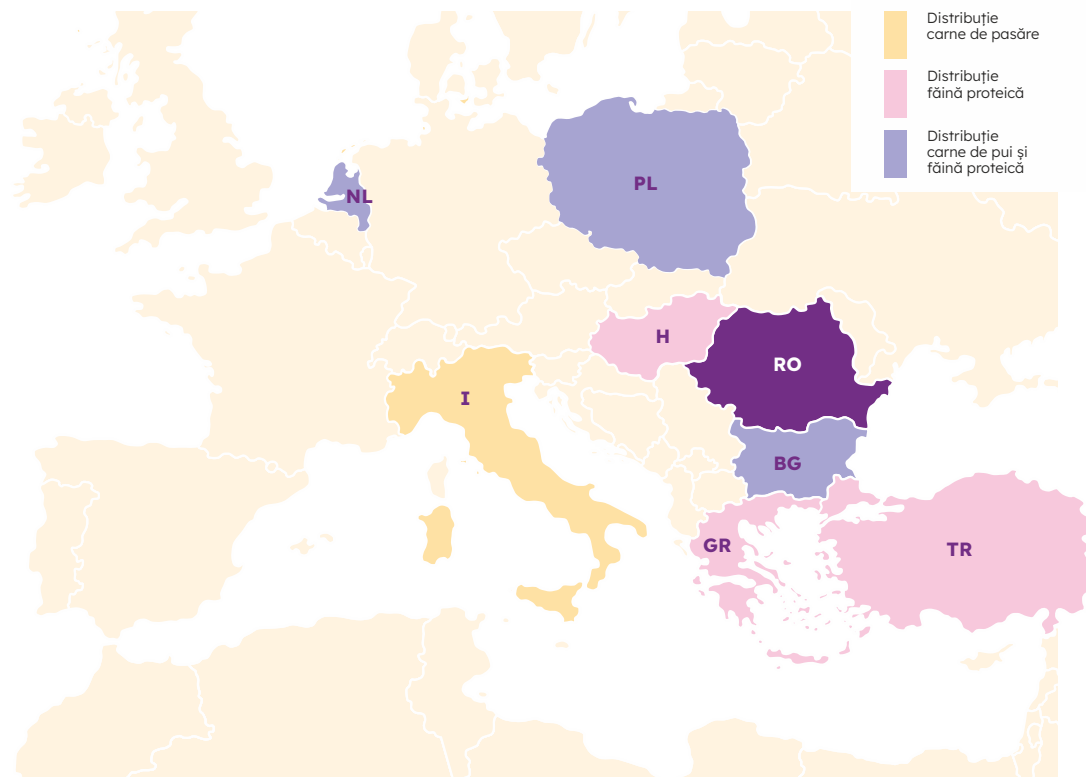 Distribuție
carne de pasăre
Distribuție
făină proteică
Distribuție
carne de pui și
făină proteică
NL
PL
H
RO
I
BG
GR
TR